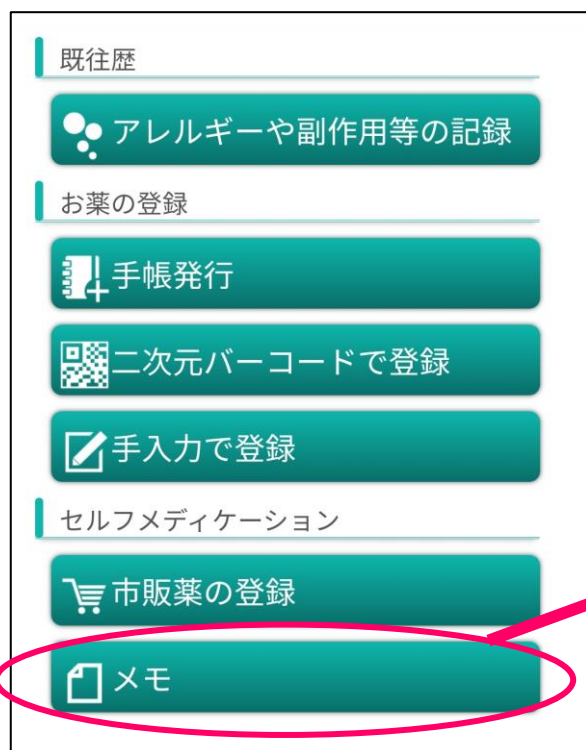 既往歴
アレルギーや副作用等の記録
お薬の登録
手帳発行
二次元バーコードで登録
手入力で登録
セルフメディケーション
市販薬の登録
メモ